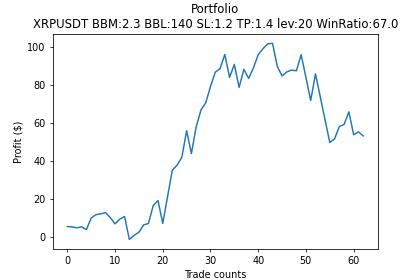 Portfolio
XRPUSDT BBM:2.3 BBL:140 SL:1.2 TP:1.4 lev:20 WinRatio:67.0
100
80
60
40
20
0
Profit ($)
0 10 20 30 40 50 60
Trade counts